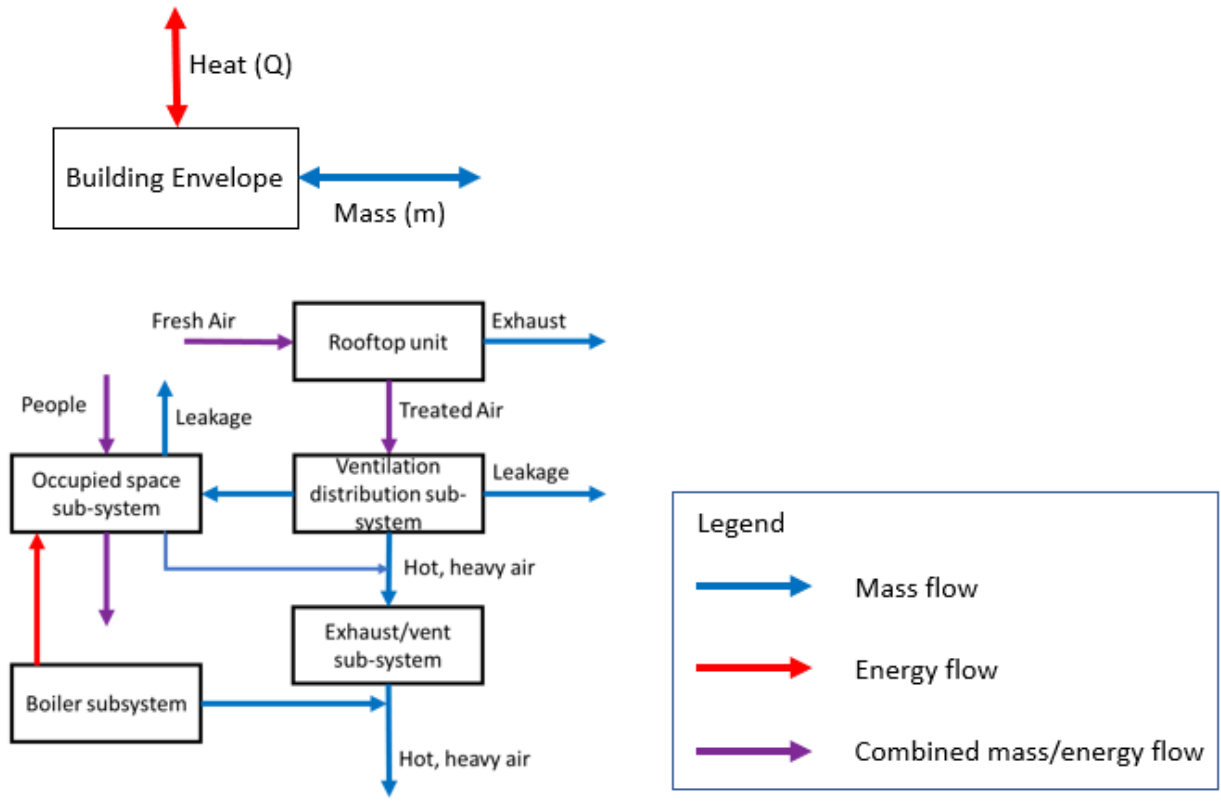 Heat (Q)
Building Envelope
Mass (m)
Fresh Air
Rooftop unit
Exhaust
People
Leakage
Treated Air
Occupied space
sub-system
Ventilation
distribution sub-
system
Leakage
Hot, heavy air
Exhaust/vent
sub-system
Boiler subsystem
Hot, heavy air
Legend
Mass flow
Energy flow
Combined mass/energy flow